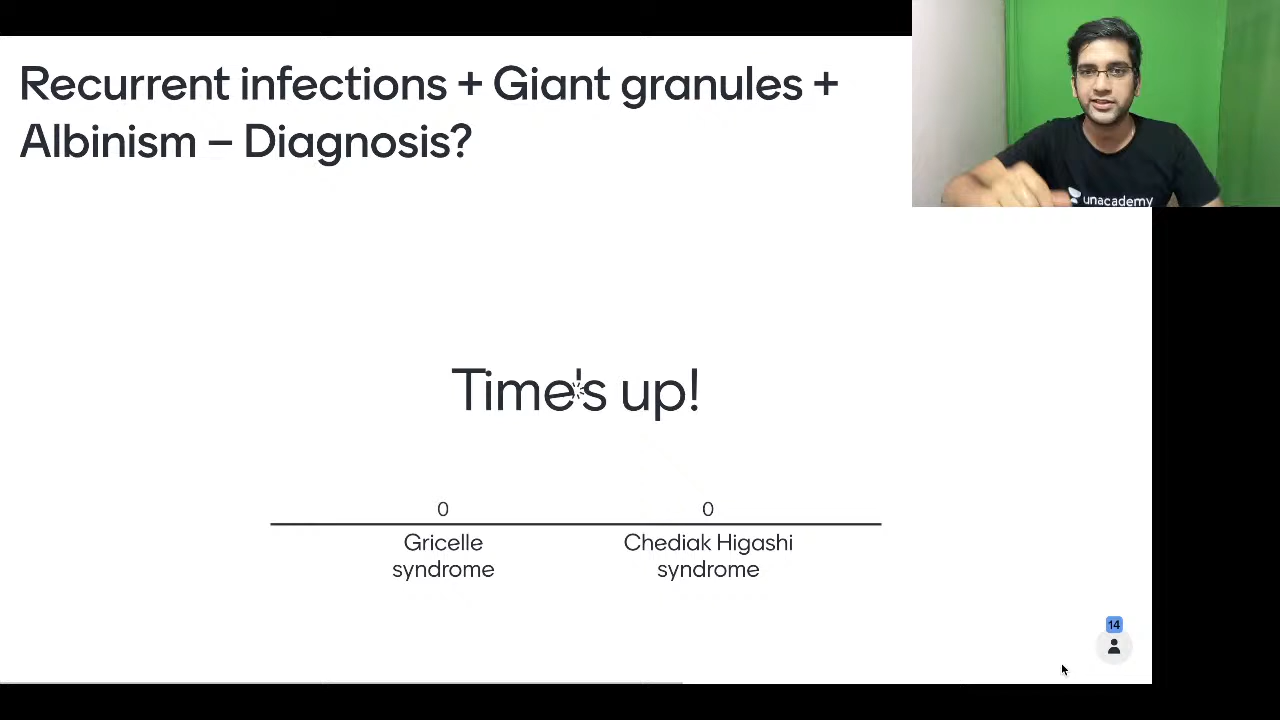 Recurrent infections + Giant granules +
Albinism – Diagnosis?
unacademy
Time's up!
0
0
Gricelle
syndrome
Chediak Higashi
syndrome
14